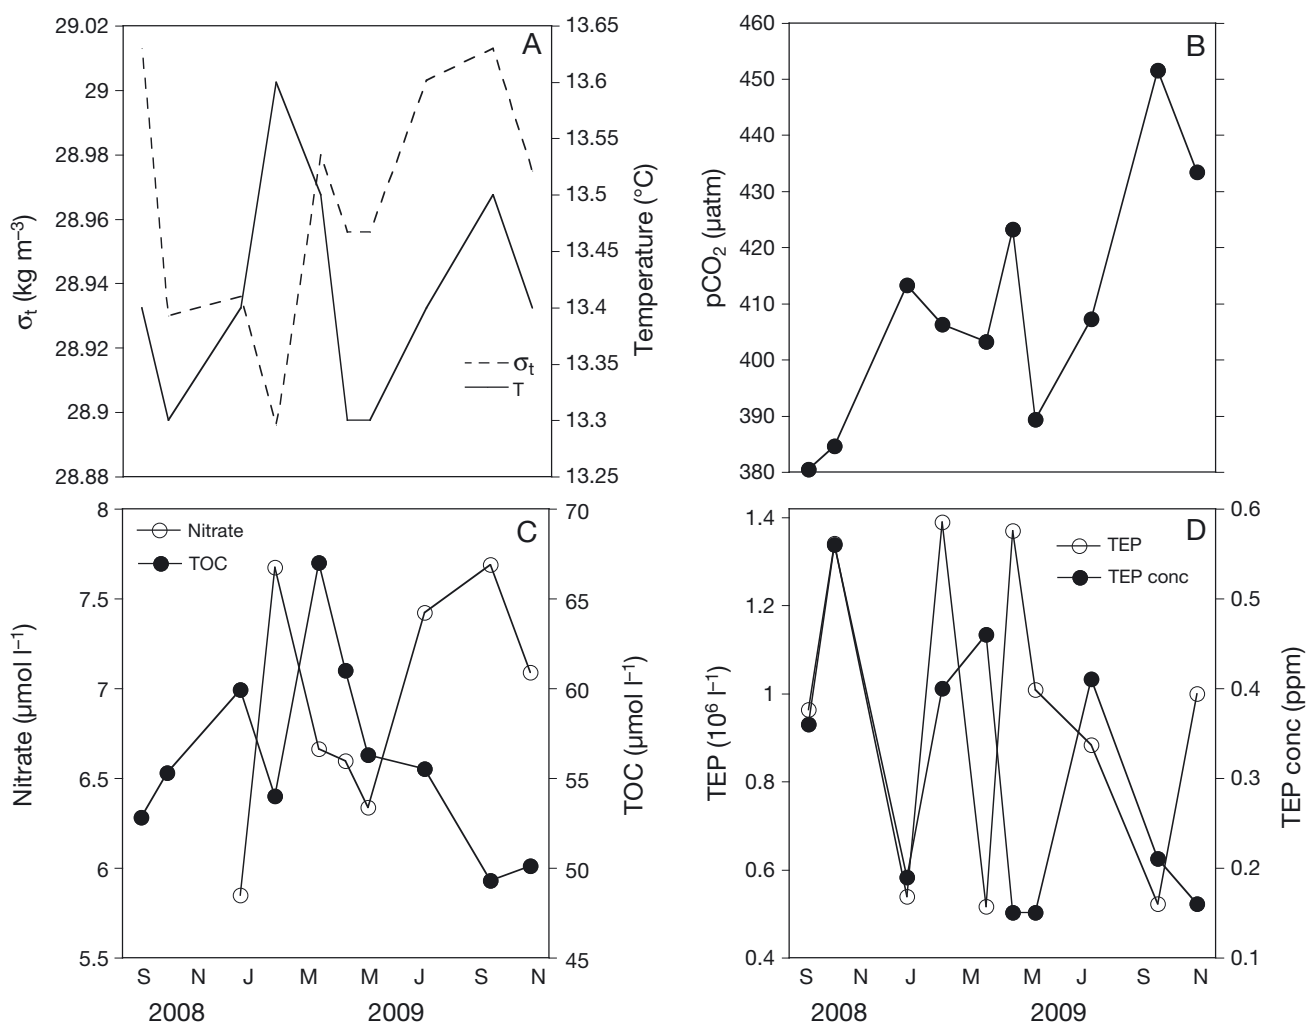 A
29.02
29
28.98
28.96
28.94
28.92
28.9
28.88
σt (kg m–3)
13.65
13.6
13.55
13.5
13.45
13.4
13.35
13.3
13.25
Temperature (°C)
σt
T
B
460
450
440
430
420
410
400
390
380
pCO2 (µatm)
C
8
7.5
7
6.5
6
5.5
Nitrate (µmol l–1)
Nitrate
TOC
70
65
60
55
50
45
TOC (µmol l–1)
S N J M M J S N
2008 2009
D
1.4
1.2
1
0.8
0.6
0.4
TEP (106 l–1)
TEP
TEP conc
0.6
0.5
0.4
0.3
0.2
0.1
TEP conc (ppm)
S N J M M J S N
2008 2009